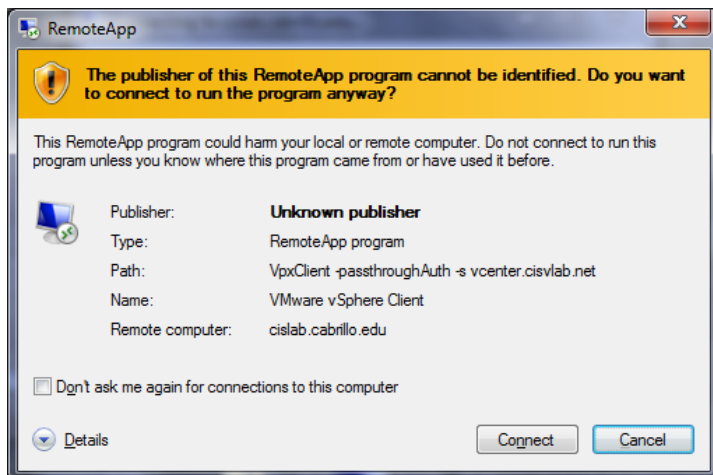 RemoteApp
The publisher of this RemoteApp program cannot be identified. Do you want
to connect to run the program anyway?
This RemoteApp program could harm your local or remote computer. Do not connect to run this
program unless you know where this program came from or have used it before.
Publisher: Unknown publisher
Type: RemoteApp program
Path: VpxClient -passthroughAuth -s vcenter.cisvlab.net
Name: VMware vSphere Client
Remote computer: cislab.cabrillo.edu
Don't ask me again for connections to this computer
Details Connect Cancel